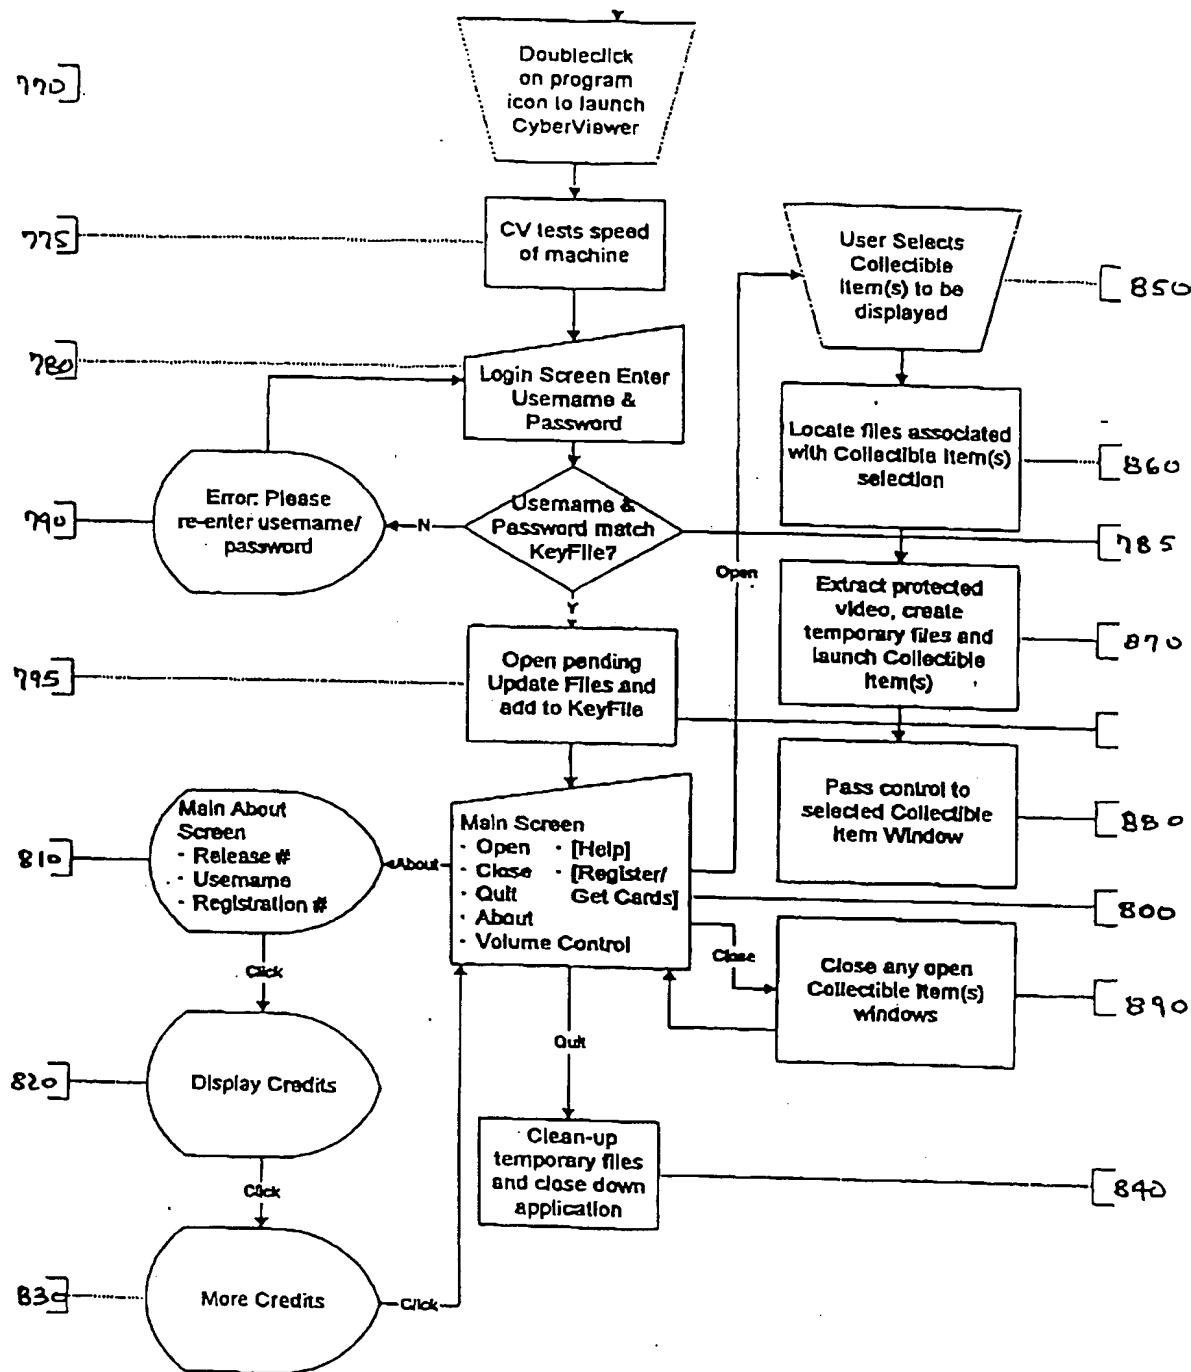 770
Doubleclick
on program
icon to launch
CyberViewer
775
CV tests speed
of machine
780
Login Screen Enter
Username &
Password
790
Error: Please
re-enter username/
password
N
Username &
Password match
KeyFile?
785
Y
795
Open pending
Update Files and
add to KeyFile
810
Main About
Screen
- Release #
- Username
- Registration #
About
Main Screen
- Open - [Help]
- Close - [Register/
- Quit Get Cards]
- About
- Volume Control
800
Open
User Selects
Collectible
Item(s) to be
displayed
850
Locate files associated
with Collectible Item(s)
selection
860
Extract protected
video, create
temporary files and
launch Collectible
Item(s)
870
Pass control to
selected Collectible
Item Window
880
Close
Close any open
Collectible Item(s)
windows
890
Click
820
Display Credits
Click
830
More Credits
Click
Quit
Clean-up
temporary files
and close down
application
840